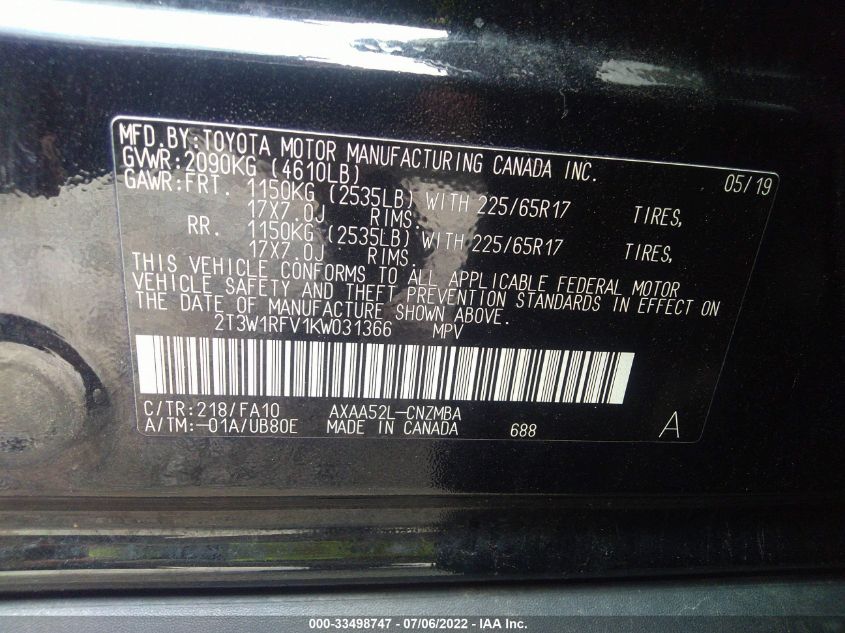 MFD.BY:TOYOTA MOTOR MANUFACTURING CANADA INC. 05/19
GVWR:2090KG (4610LB)
GAWR:FRT. 1150KG (2535LB) WITH 225/65R17 TIRES,
17X7.0J RIMS.
RR. 1150KG (2535LB) WITH 225/65R17 TIRES,
17X7.0J RIMS.
THIS VEHICLE CONFORMS TO ALL APPLICABLE FEDERAL MOTOR
VEHICLE SAFETY AND THEFT PREVENTION STANDARDS IN EFFECT ON
THE DATE OF MANUFACTURE SHOWN ABOVE.
2T3W1RFV1KW031366 MPV
C/TR:218/FA10 AXAA52L-CNZMBA
A/TM:-01A/UB80E MADE IN CANADA 688 A
000-33498747 - 07/06/2022 - IAA Inc.